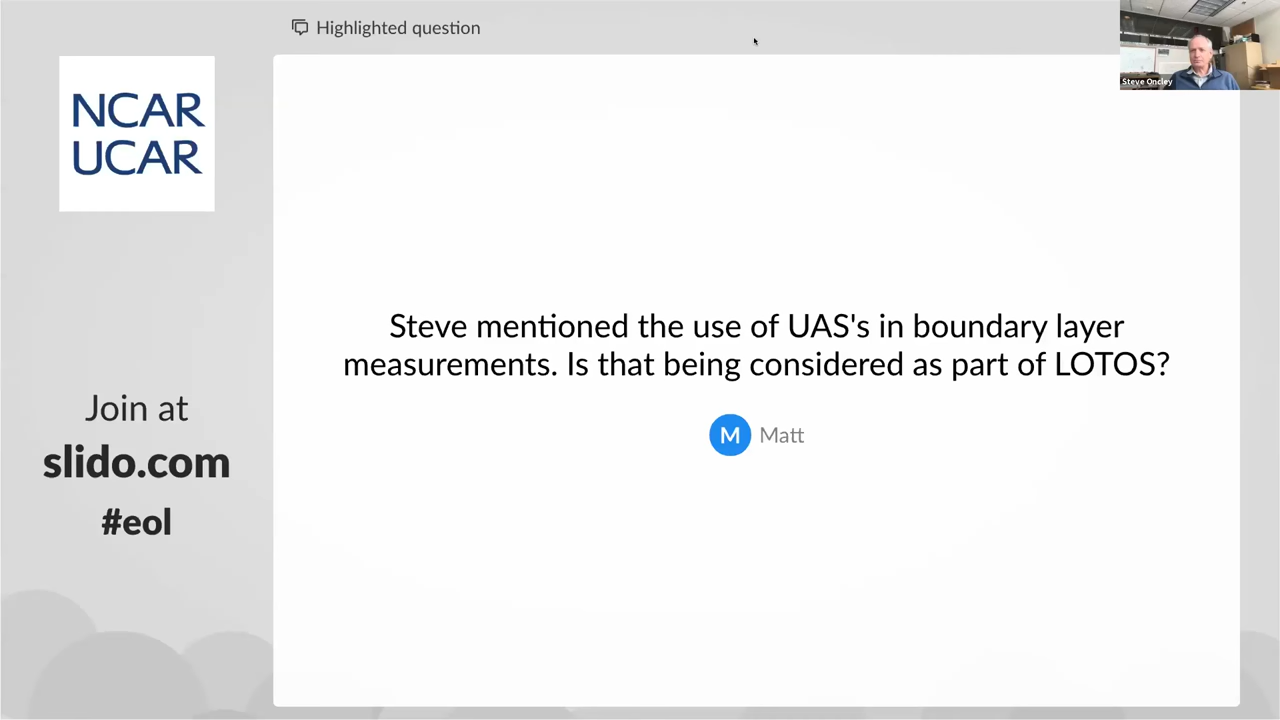 Highlighted question
NCAR
UCAR
Steve Oncley
Steve mentioned the use of UAS's in boundary layer
measurements. Is that being considered as part of LOTOS?
M Matt
Join at
slido.com
#eol